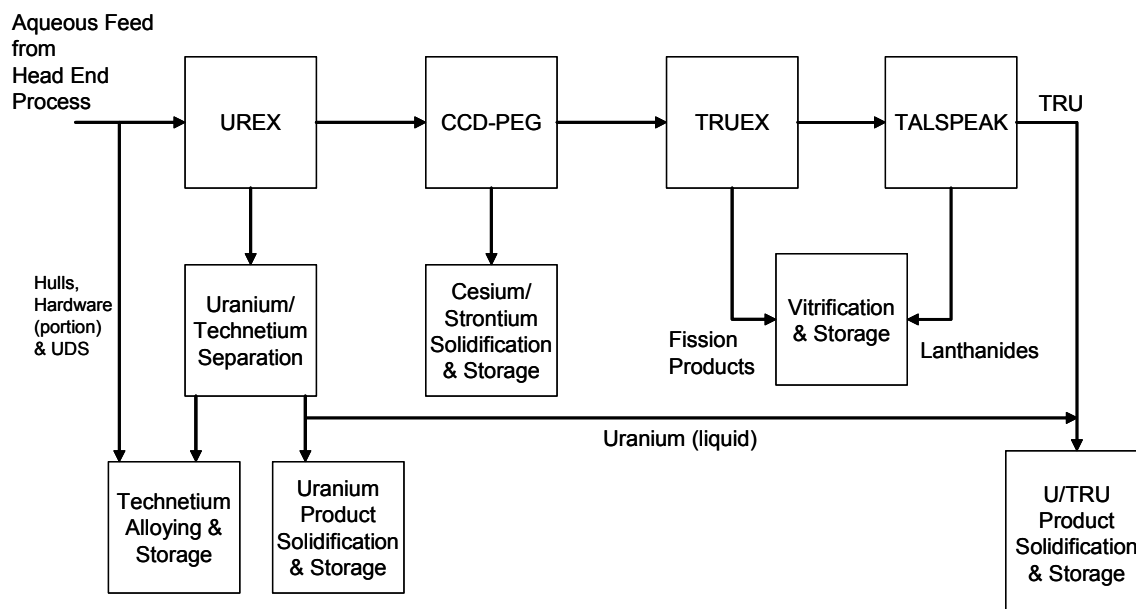 Aqueous Feed
from
Head End
Process
UREX
CCD-PEG
TRUEX
TALSPEAK
TRU
Hulls,
Hardware
(portion)
& UDS
Uranium/
Technetium
Separation
Cesium/
Strontium
Solidification
& Storage
Fission
Products
Vitrification
& Storage
Lanthanides
Uranium (liquid)
Technetium
Alloying &
Storage
Uranium
Product
Solidification
& Storage
U/TRU
Product
Solidification
& Storage